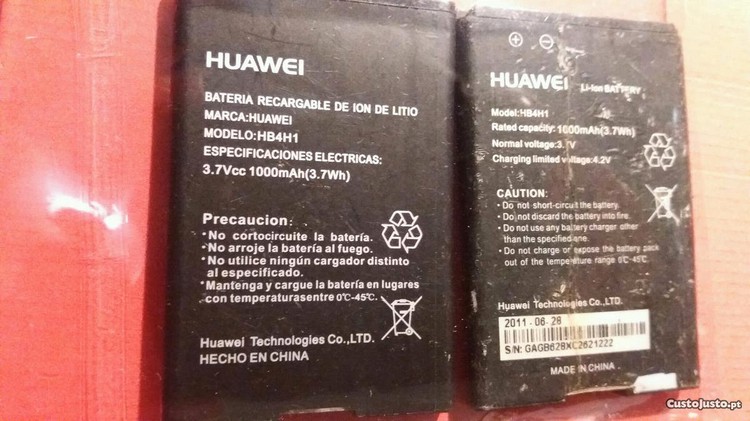 HUAWEI
BATERIA RECARGABLE DE ION DE LITIO
MARCA:HUAWEI
MODELO:HB4H1
ESPECIFICACIONES ELECTRICAS:
3.7Vcc 1000mAh(3.7Wh)
Precaucion:
*No cortocircuite la batería.
*No arroje la batería al fuego.
*No utilice ningún cargador distinto
al especificado.
*Mantenga y cargue la batería en lugares
con temperaturasentre 0℃-45℃.
Huawei Technologies Co.,LTD.
HECHO EN CHINA
HUAWEI Li-Ion BATTERY
Model:HB4H1
Rated capacity:1000mAh(3.7Wh)
Normal voltage:3. V
Charging limited voltage:4.2V
CAUTION:
• Do not short-circuit the battery.
• Do not discard the battery into fire.
• Do not use any battery charger other
than the specified one.
• Do not charge or expose the battery pack
out of the temperature range 0℃-45℃.
Huawei Technologies Co.,LTD.
2011-06-28
S/N: GAGB628XC2621222
MADE IN CHINA
CustoJusto.pt